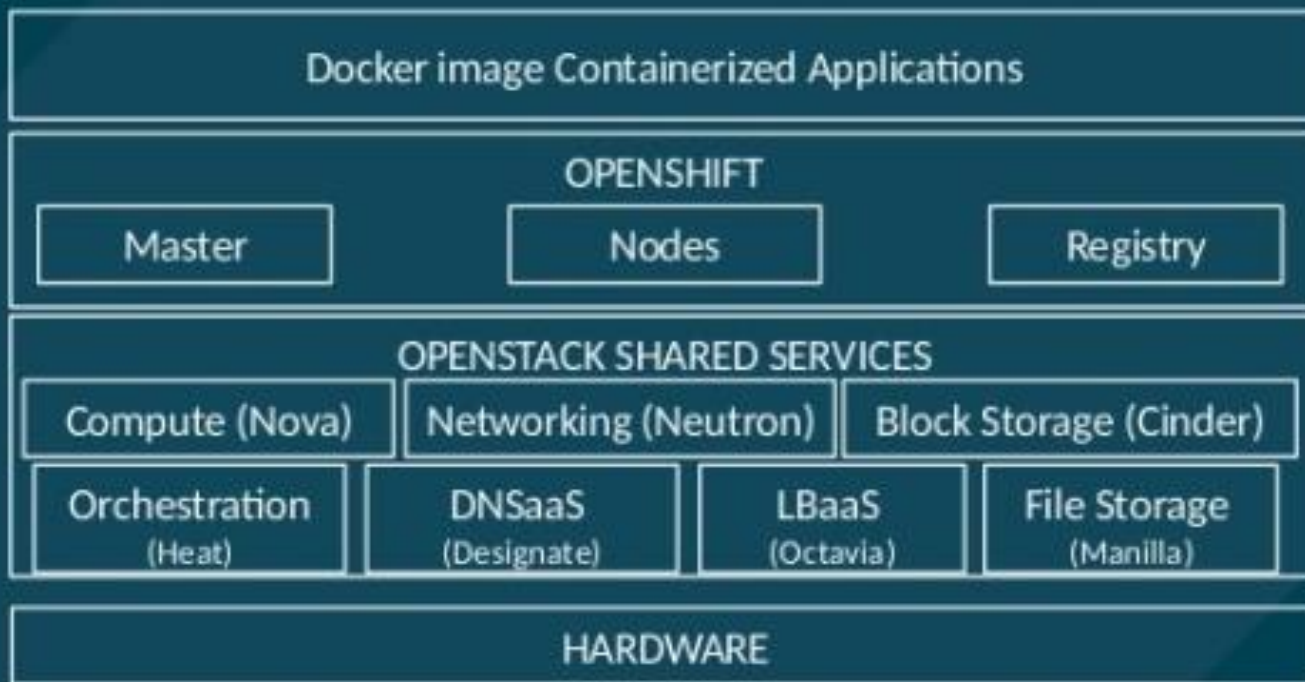 Docker image Containerized Applications
OPENSHIFT
Master Nodes Registry
OPENSTACK SHARED SERVICES
Compute (Nova) Networking (Neutron) Block Storage (Cinder)
Orchestration DNSaaS LBaaS File Storage
(Heat) (Designate) (Octavia) (Manilla)
HARDWARE